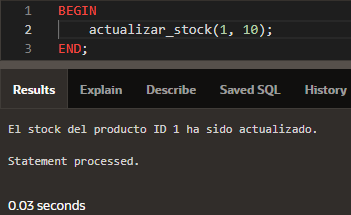 1 BEGIN
2 actualizar_stock(1, 10);
3 END;
Results Explain Describe Saved SQL History
El stock del producto ID 1 ha sido actualizado.
Statement processed.
0.03 seconds